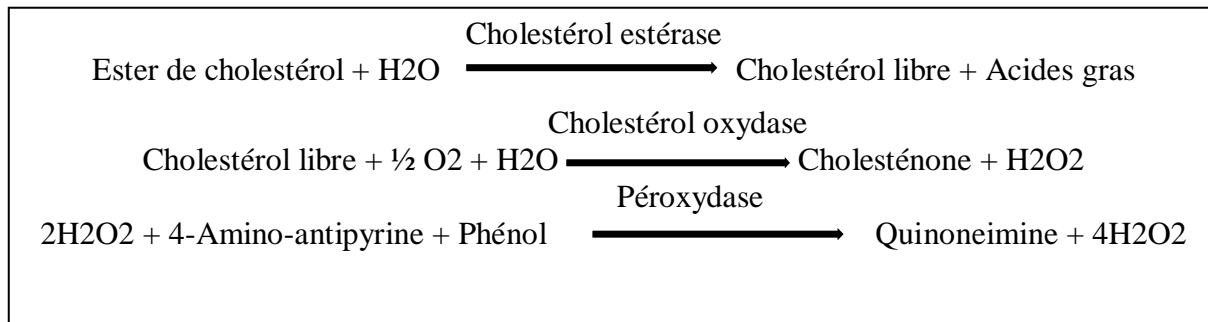 Cholestérol estérase
Ester de cholestérol + H2O Cholestérol libre + Acides gras
Cholestérol oxydase
Cholestérol libre + ½ O2 + H2O Cholesténone + H2O2
Péroxydase
2H2O2 + 4-Amino-antipyrine + Phénol Quinoneimine + 4H2O2